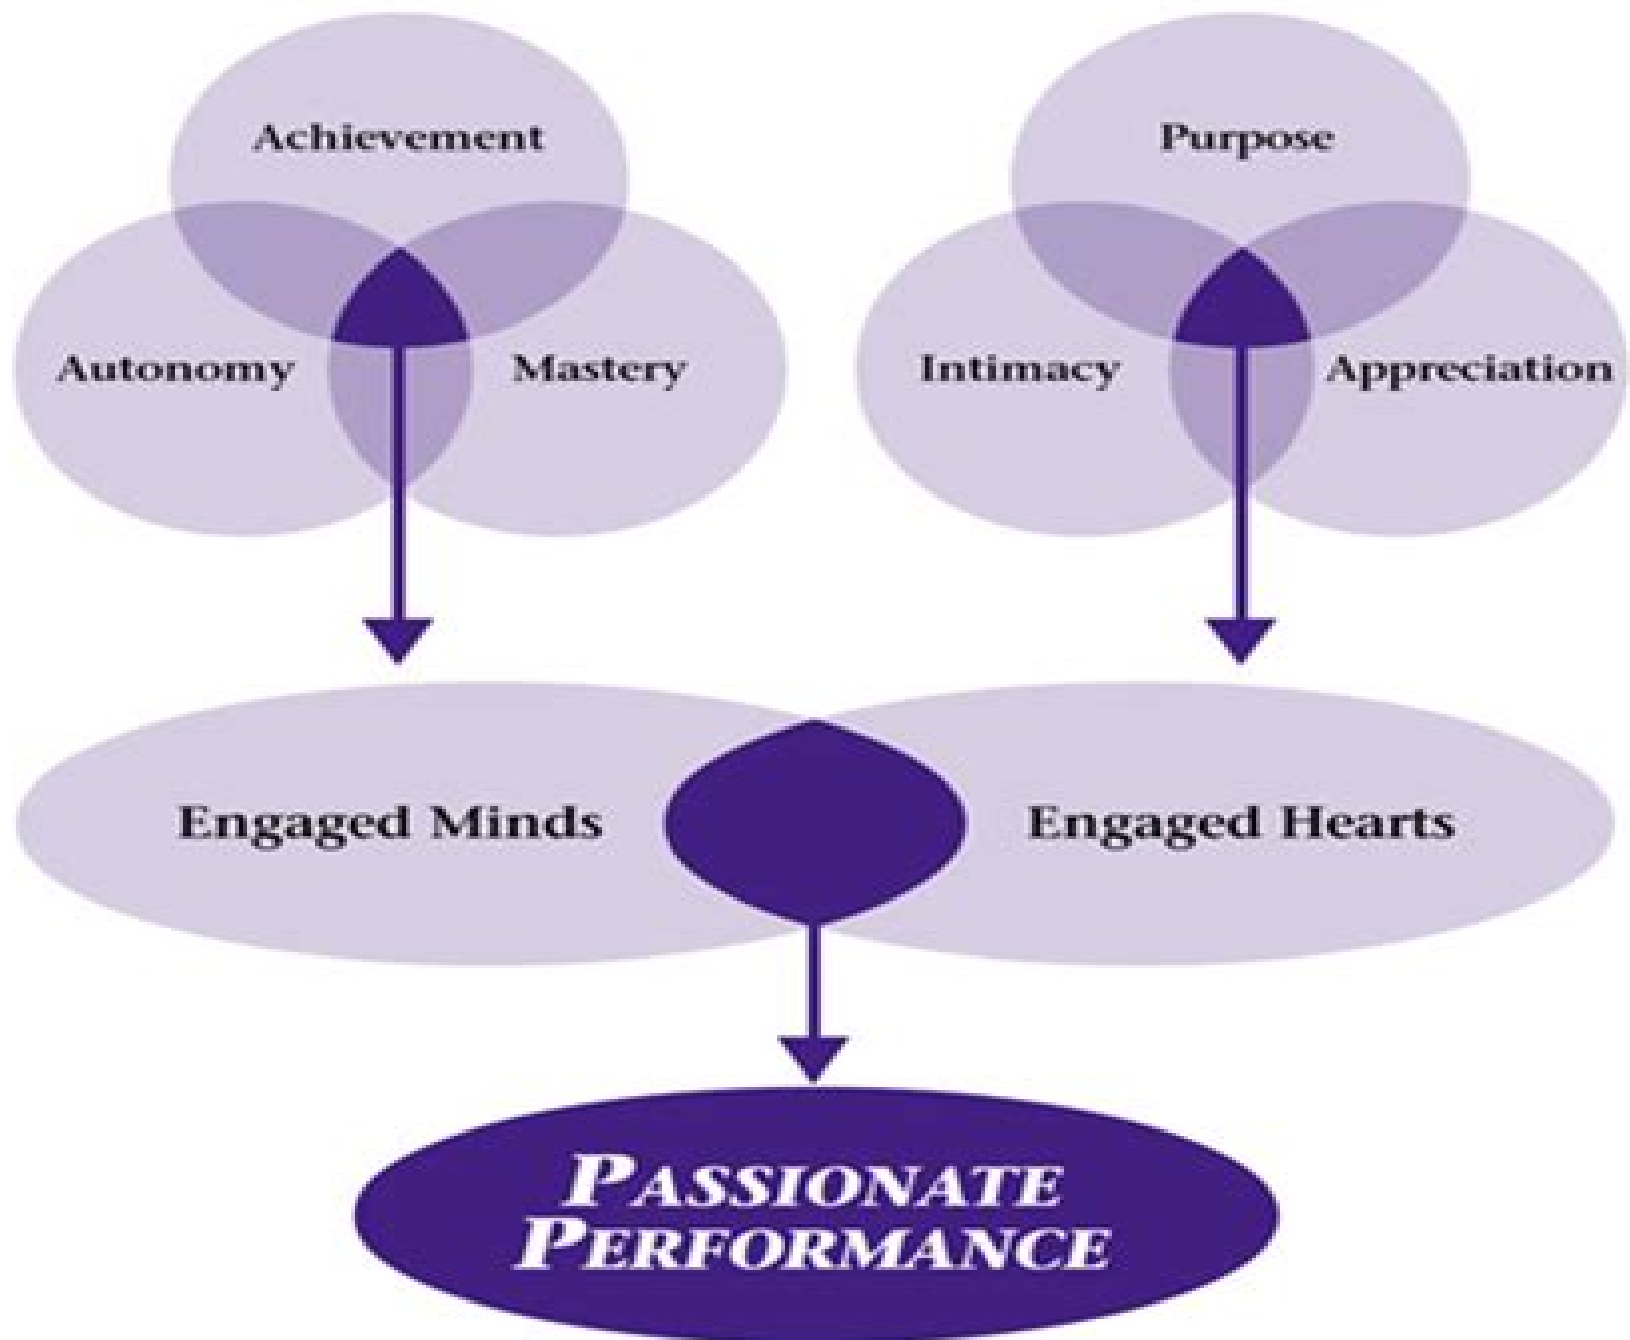 Achievement
Autonomy
Mastery
Purpose
Intimacy
Appreciation
Engaged Minds
Engaged Hearts
PASSIONATE
PERFORMANCE